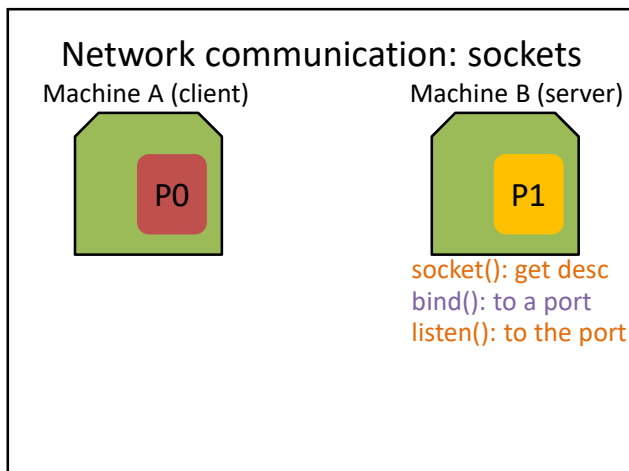 Network communication: sockets
Machine A (client)
Machine B (server)
P0
P1
socket(): get desc
bind(): to a port
listen(): to the port